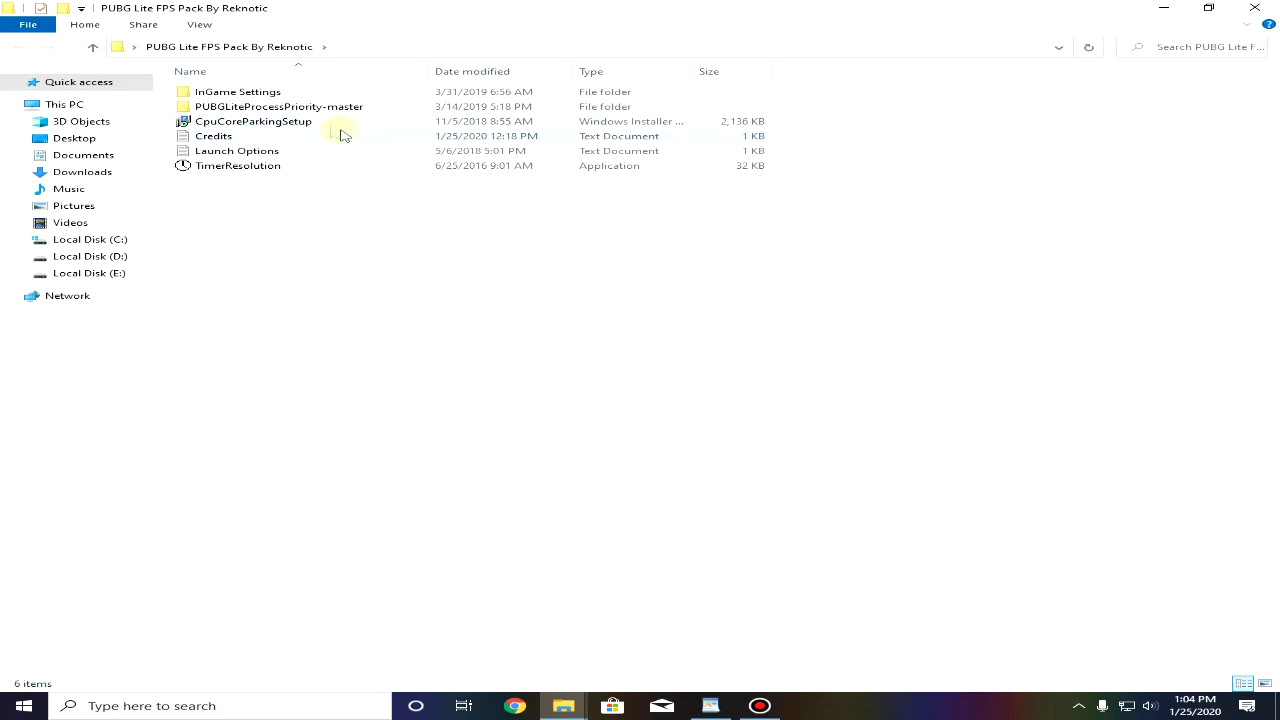 PUBG Lite FPS Pack By Reknotic
File Home Share View
PUBG Lite FPS Pack By Reknotic Search PUBG Lite F...
Name Date modified Type Size
Quick access
This PC
3D Objects
Desktop
Documents
Downloads
Music
Pictures
Videos
Local Disk (C:)
Local Disk (D:)
Local Disk (E:)
Network
InGame Settings 3/31/2019 6:56 AM File folder
PUBGLiteProcessPriority-master 3/14/2019 5:18 PM File folder
CpuCoreParkingSetup 11/5/2018 8:55 AM Windows Installer ... 2,136 KB
Credits 1/25/2020 12:18 PM Text Document 1 KB
Launch Options 5/6/2018 5:01 PM Text Document 1 KB
TimerResolution 6/25/2016 9:01 AM Application 32 KB
6 items
Type here to search
1:04 PM
1/25/2020